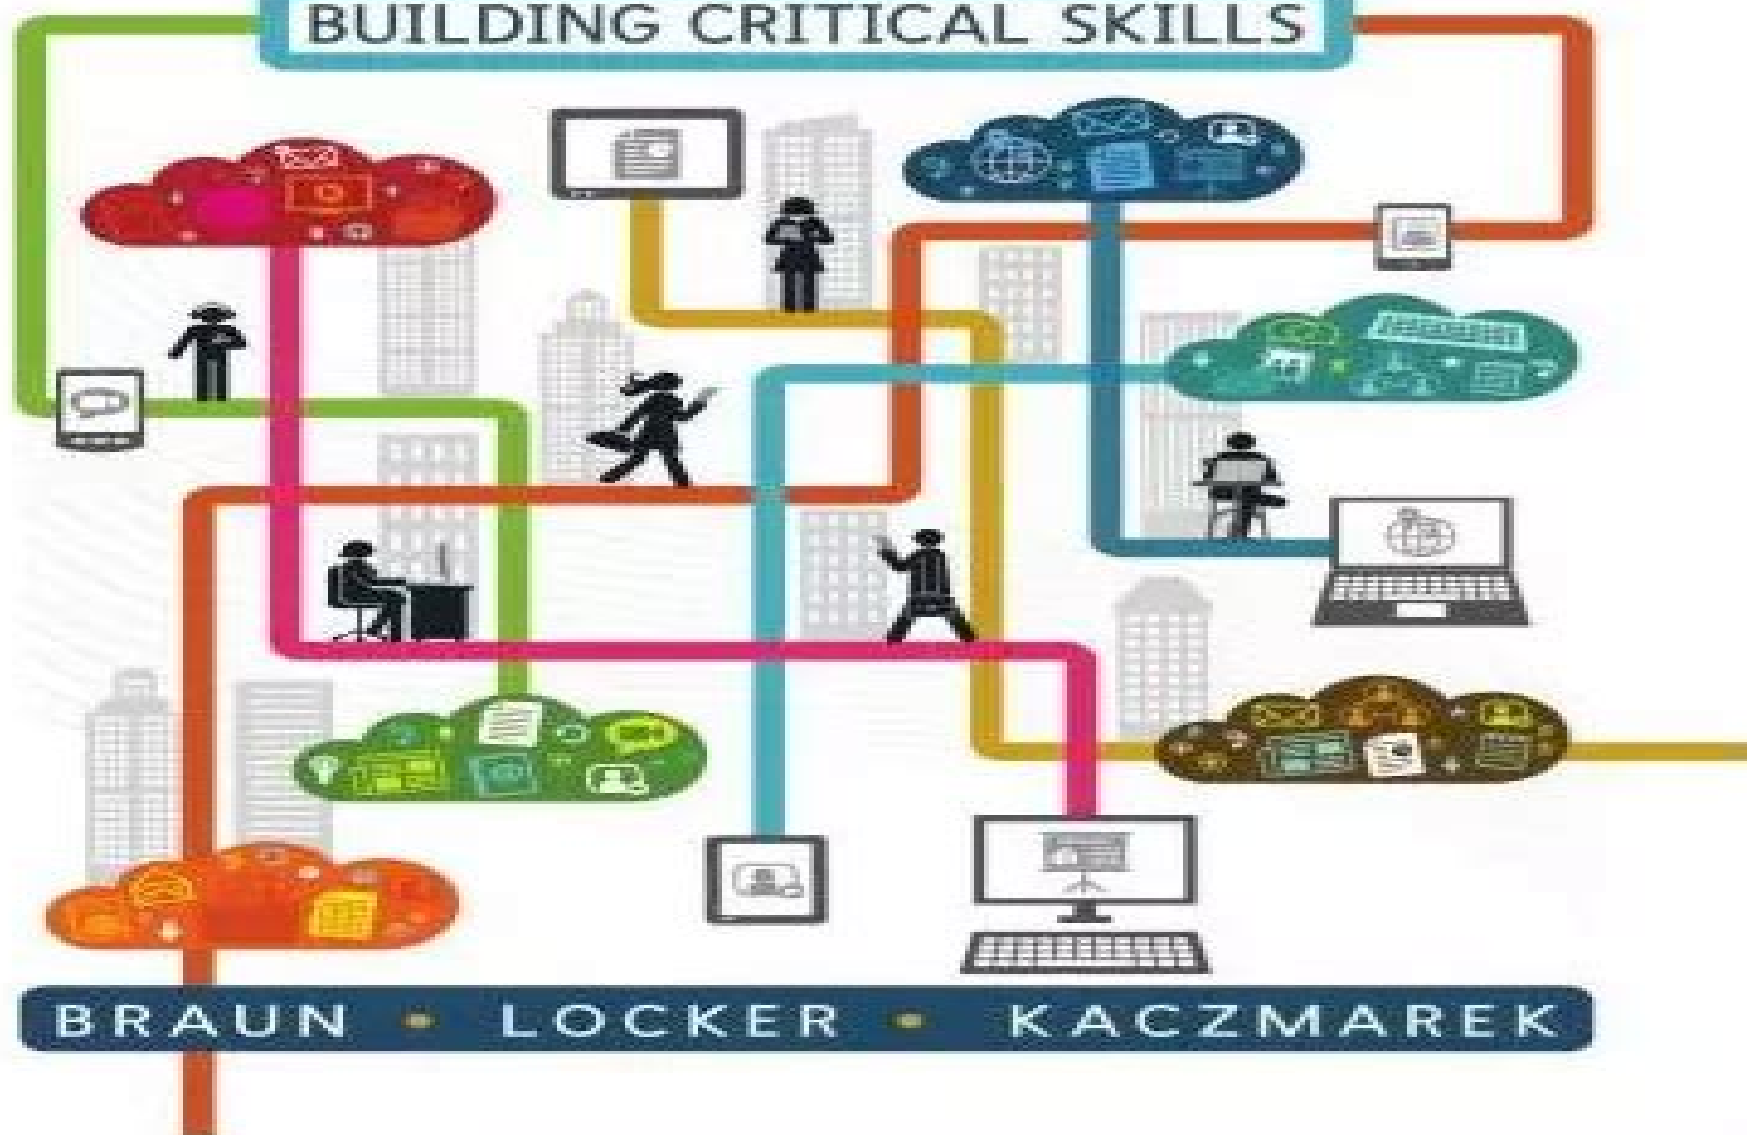 BUILDING CRITICAL SKILLS
BRAUN • LOCKER • KACZMAREK